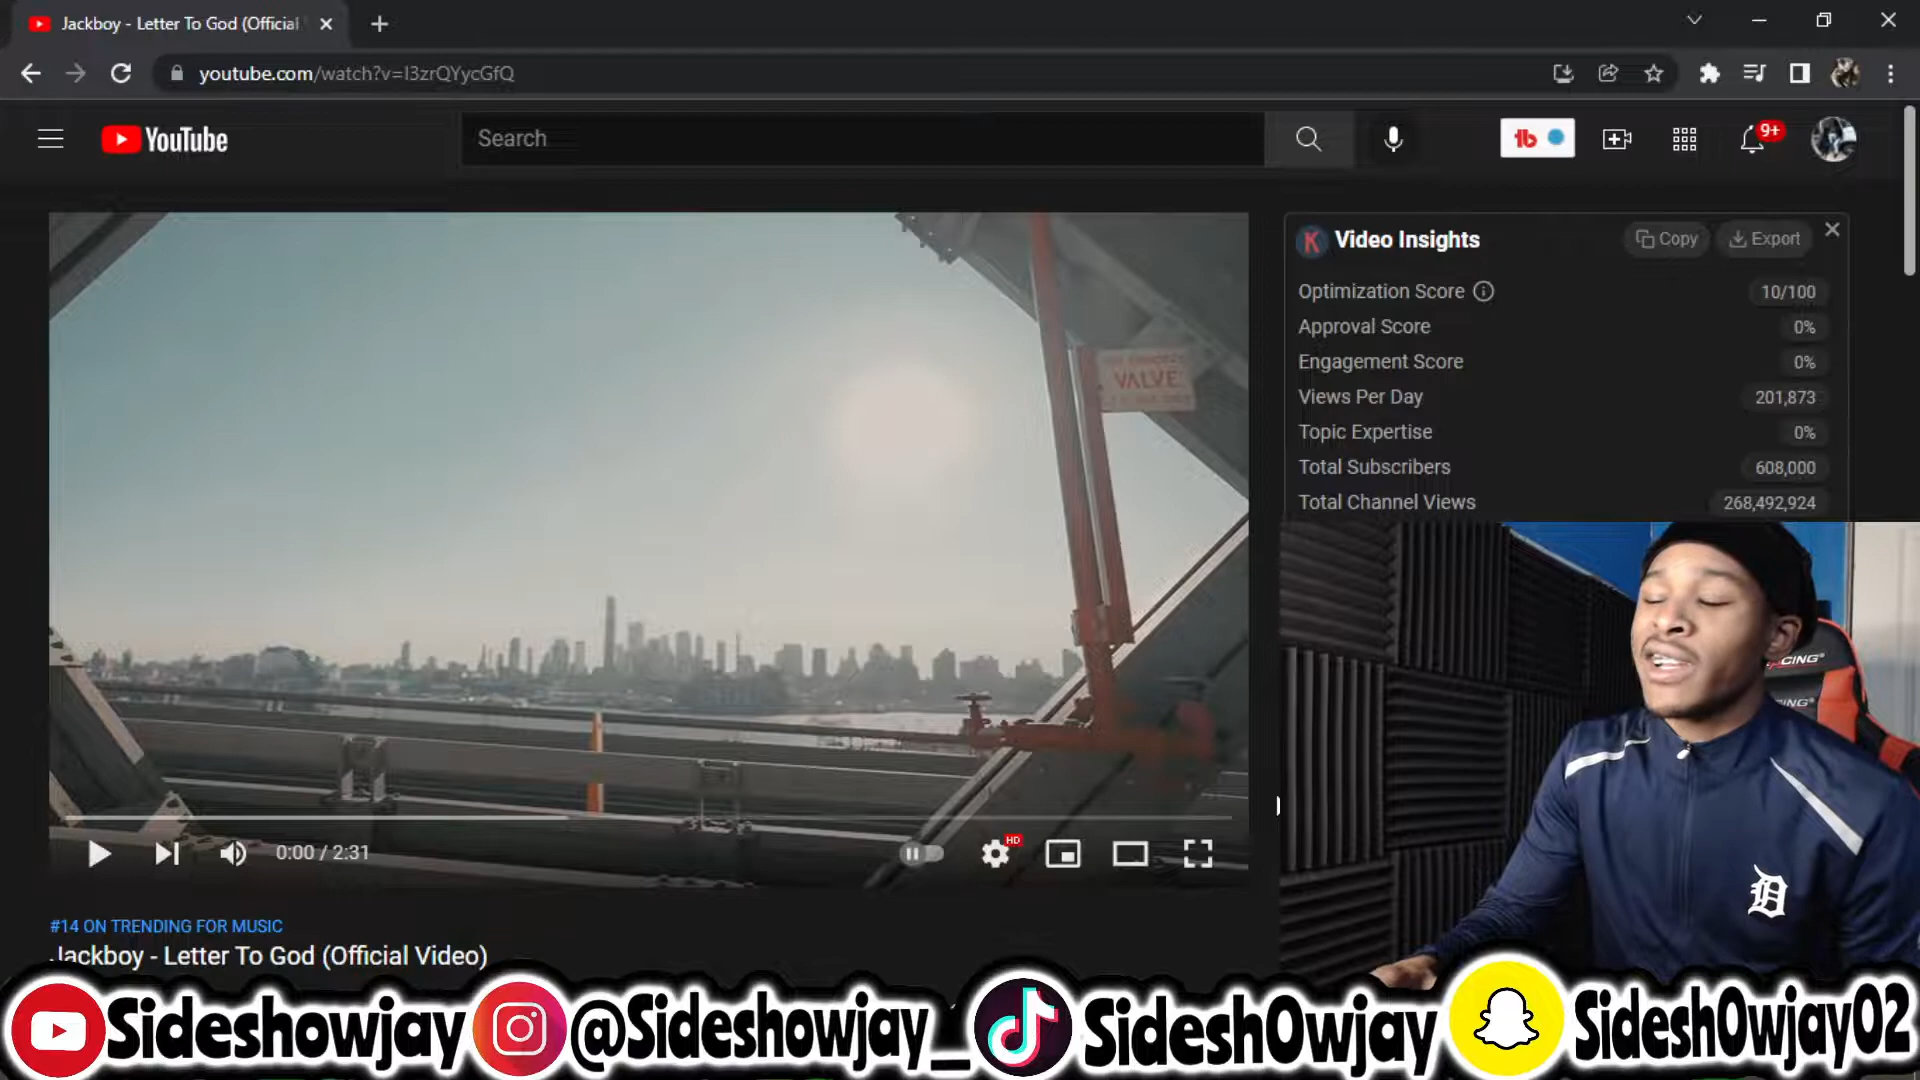 Jackboy - Letter To God (Official
youtube.com/watch?v=I3zrQYycGfQ
YouTube
Search
9+
Video Insights
Copy
Export
Optimization Score
10/100
Approval Score
0%
Engagement Score
0%
Views Per Day
201,873
Topic Expertise
0%
Total Subscribers
608,000
Total Channel Views
268,492,924
VALVE
0:00 / 2:31
HD
#14 ON TRENDING FOR MUSIC
Jackboy - Letter To God (Official Video)
Sideshowjay
@Sideshowjay_
Sidesh0wjay
Sidesh0wjay02